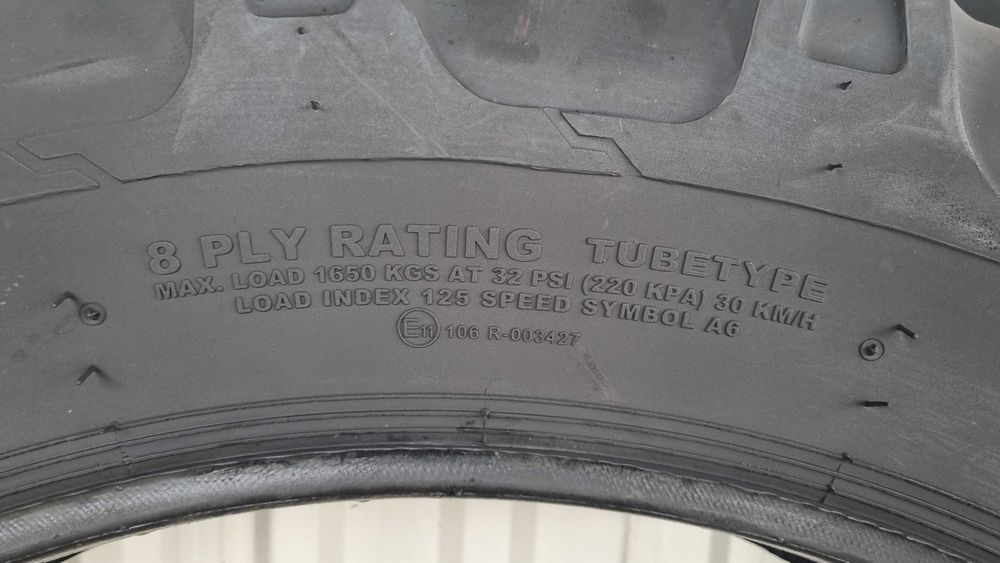 8 PLY RATING TUBETYPE
MAX. LOAD 1650 KGS AT 32 PSI (220 KPA) 30 KM/H
LOAD INDEX 125 SPEED SYMBOL A6
E11 106 R-003427